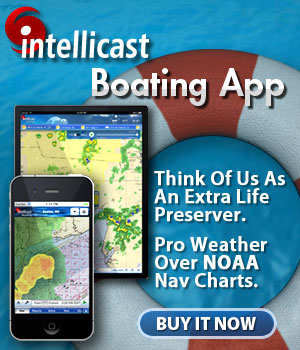 intellicast
Boating App
Think Of Us As
An Extra Life
Preserver.
Pro Weather
Over NOAA
Nav Charts.
BUY IT NOW